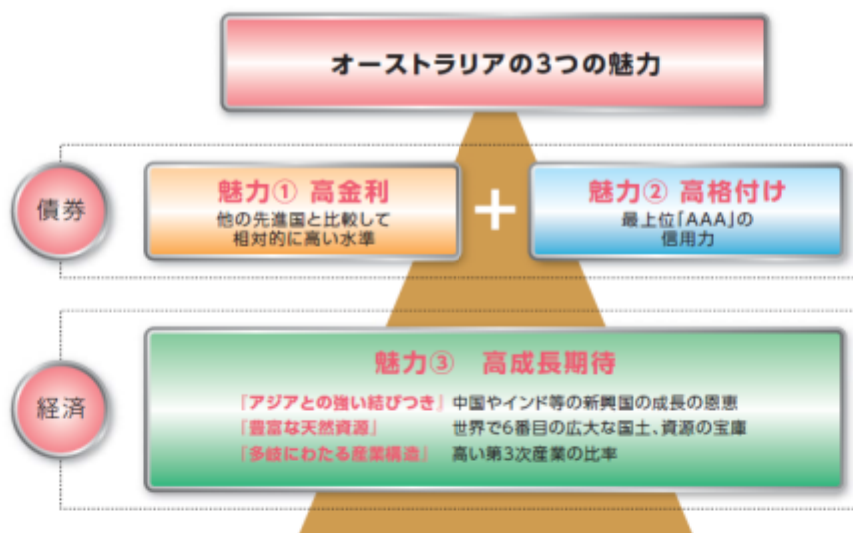 オーストラリアの3つの魅力
債券
魅力① 高金利
他の先進国と比較して
相対的に高い水準
+
魅力② 高格付け
最上位「AAA」の
信用力
経済
魅力③ 高成長期待
『アジアとの強い結びつき』 中国やインド等の新興国の成長の恩恵
『豊富な天然資源』 世界で6番目の広大な国土、資源の宝庫
『多岐にわたる産業構造』 高い第3次産業の比率